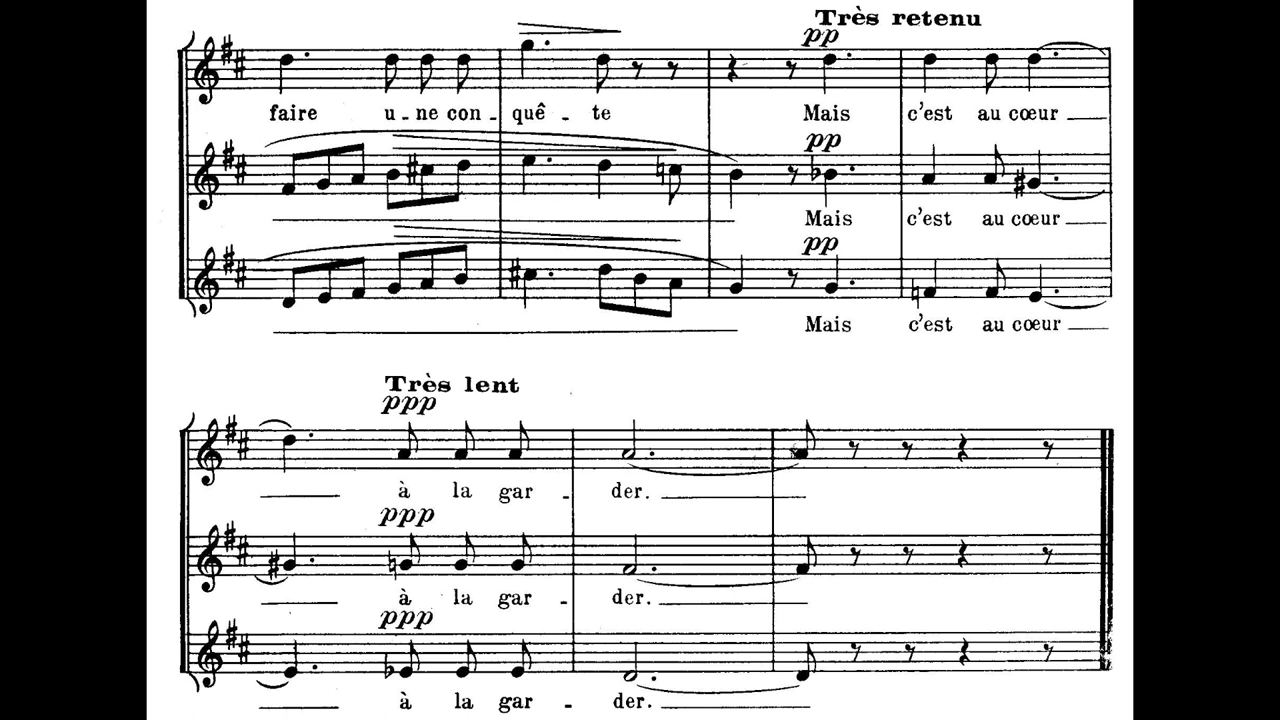 Très retenu
pp
faire u - ne con - quê - te Mais c'est au cœur
pp
Mais c'est au cœur
pp
Mais c'est au cœur
Très lent
ppp
à la gar - der.
ppp
à la gar - der.
ppp
à la gar - der.